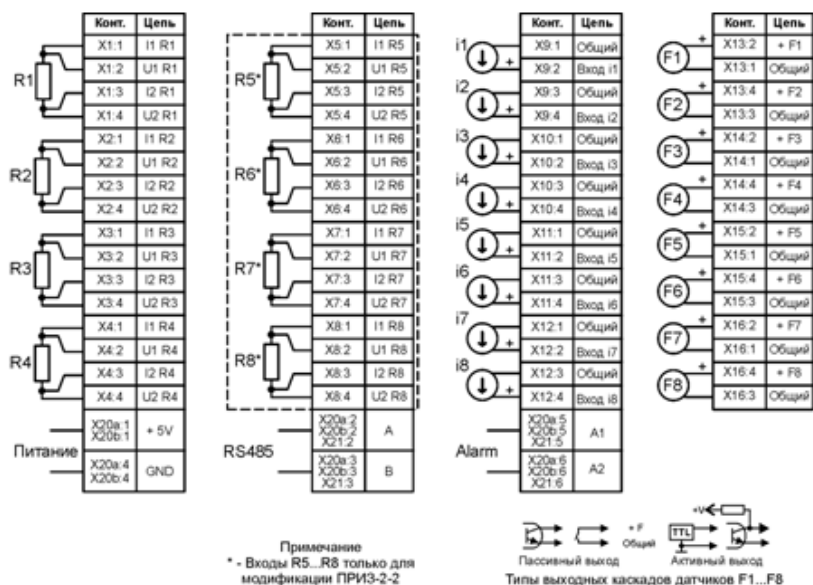 Конт. Цепь
R1
X1:1 I1 R1
X1:2 U1 R1
X1:3 I2 R1
X1:4 U2 R1
R2
X2:1 I1 R2
X2:2 U1 R2
X2:3 I2 R2
X2:4 U2 R2
R3
X3:1 I1 R3
X3:2 U1 R3
X3:3 I2 R3
X3:4 U2 R3
R4
X4:1 I1 R4
X4:2 U1 R4
X4:3 I2 R4
X4:4 U2 R4
Питание
X20a:1
X20b:1 + 5V
X20a:4
X20b:4 GND
Конт. Цепь
R5*
X5:1 I1 R5
X5:2 U1 R5
X5:3 I2 R5
X5:4 U2 R5
R6*
X6:1 I1 R6
X6:2 U1 R6
X6:3 I2 R6
X6:4 U2 R6
R7*
X7:1 I1 R7
X7:2 U1 R7
X7:3 I2 R7
X7:4 U2 R7
R8*
X8:1 I1 R8
X8:2 U1 R8
X8:3 I2 R8
X8:4 U2 R8
RS485
X20a:2
X20b:2
X21:2 A
X20a:3
X20b:3
X21:3 B
Конт. Цепь
i1
X9:1 Общий
+ X9:2 Вход i1
i2
X9:3 Общий
+ X9:4 Вход i2
i3
X10:1 Общий
+ X10:2 Вход i3
i4
X10:3 Общий
+ X10:4 Вход i4
i5
X11:1 Общий
+ X11:2 Вход i5
i6
X11:3 Общий
+ X11:4 Вход i6
i7
X12:1 Общий
+ X12:2 Вход i7
i8
X12:3 Общий
+ X12:4 Вход i8
Alarm
X20a:5
X20b:5
X21:5 A1
X20a:6
X20b:6
X21:6 A2
Конт. Цепь
F1
+ X13:2 + F1
X13:1 Общий
F2
+ X13:4 + F2
X13:3 Общий
F3
+ X14:2 + F3
X14:1 Общий
F4
+ X14:4 + F4
X14:3 Общий
F5
+ X15:2 + F5
X15:1 Общий
F6
+ X15:4 + F6
X15:3 Общий
F7
+ X16:2 + F7
X16:1 Общий
F8
+ X16:4 + F8
X16:3 Общий
Примечание
* - Входы R5...R8 только для
модификации ПРИЗ-2-2
+V
+ F
Общий
TTL
Пассивный выход
Активный выход
Типы выходных каскадов датчиков F1...F8